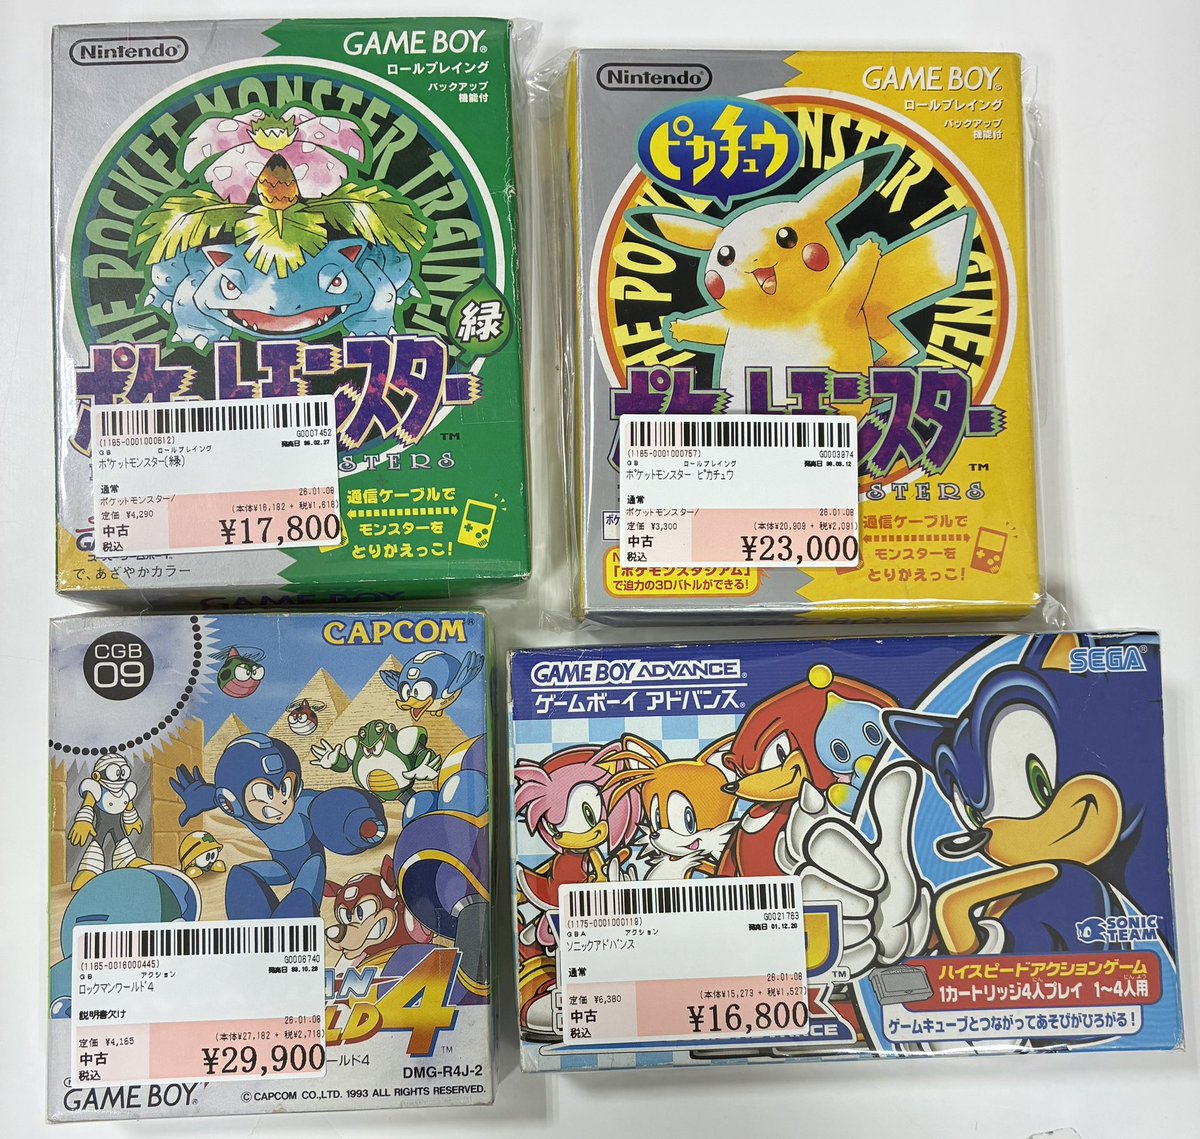 Nintendo
GAME BOY
ロールプレイング
バックアップ
機能付
THE POCKET MONSTER TRAINER
緑
ポケットモンスター
TM
(1165-0001000812)
G0007452
GB ロールプレイング
発売日 96.02.27
ポケットモンスター(緑)
通常
ポケットモンスター/
26.01.08
定価 ¥4,290
(本体¥16,182 + 税¥1,618)
中古
税込
¥17,800
STERS
通信ケーブルで
モンスターを
とりかえっこ!
で、あざやかカラー
GAME BOY
Nintendo
GAME BOY
ロールプレイング
バックアップ
機能付
ピカチュウ
ポケットモンスター
TM
(1165-0001000757)
G0003974
GB ロールプレイング
発売日 98.09.12
ポケットモンスター ピカチュウ
通常
ポケットモンスター/
26.01.08
定価 ¥3,300
(本体¥20,909 + 税¥2,091)
中古
税込
¥23,000
STERS
通信ケーブルで
モンスターを
とりかえっこ!
「ポケモンスタジアム」
で迫力の3Dバトルができる!
CGB
09
CAPCOM
(1165-0016000445)
G0006740
GB アクション
発売日 93.10.29
ロックマンワールド4
説明書欠け
26.01.08
定価 ¥4,165
(本体¥27,182 + 税¥2,718)
中古
税込
¥29,900
4
TM
ールド4
DMG-R4J-2
GAME BOY
© CAPCOM CO.,LTD. 1993 ALL RIGHTS RESERVED.
GAME BOY ADVANCE
ゲームボーイ アドバンス
SEGA
(1175-0001000119)
G0021763
GBA アクション
発売日 01.12.20
ソニックアドバンス
通常
26.01.08
定価 ¥6,380
(本体¥15,273 + 税¥1,527)
中古
税込
¥16,800
TM
SONIC TEAM
ハイスピードアクションゲーム
1カートリッジ4人プレイ 1〜4人用
ゲームキューブとつながってあそびがひろがる!